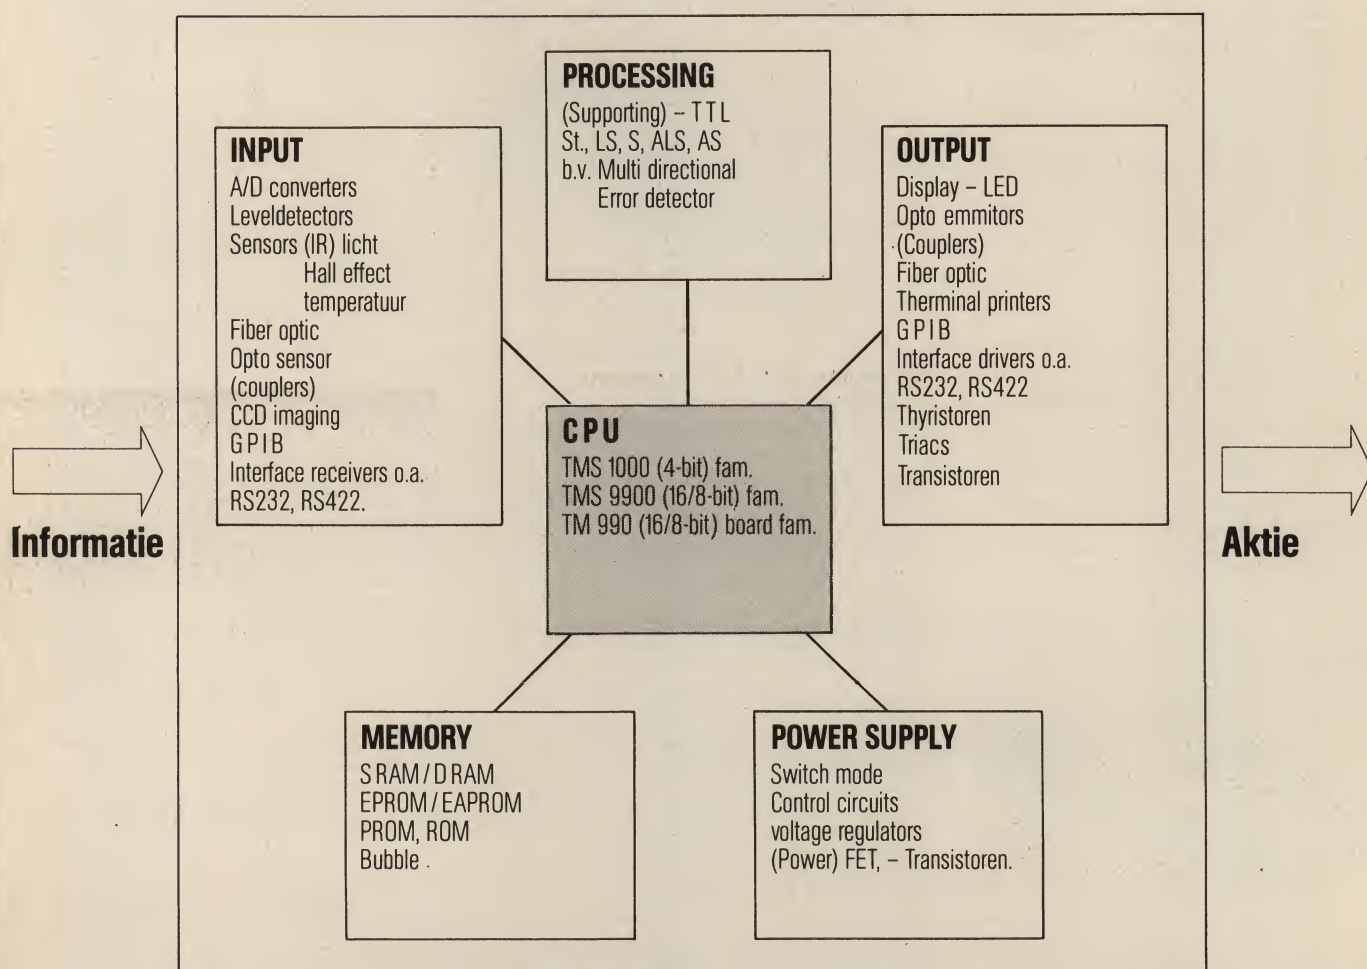 PROCESSING
(Supporting) – TTL
St., LS, S, ALS, AS
b.v. Multi directional
Error detector
INPUT
A/D converters
Leveldetectors
Sensors (IR) licht
Hall effect
temperatuur
Fiber optic
Opto sensor
(couplers)
CCD imaging
GPIB
Interface receivers o.a.
RS232, RS422.
OUTPUT
Display – LED
Opto emmitors
(Couplers)
Fiber optic
Therminal printers
GPIB
Interface drivers o.a.
RS232, RS422
Thyristoren
Triacs
Transistoren
Informatie
CPU
TMS 1000 (4-bit) fam.
TMS 9900 (16/8-bit) fam.
TM 990 (16/8-bit) board fam.
Aktie
MEMORY
SRAM/DRAM
EPROM/EAPROM
PROM, ROM
Bubble
POWER SUPPLY
Switch mode
Control circuits
voltage regulators
(Power) FET, – Transistoren.